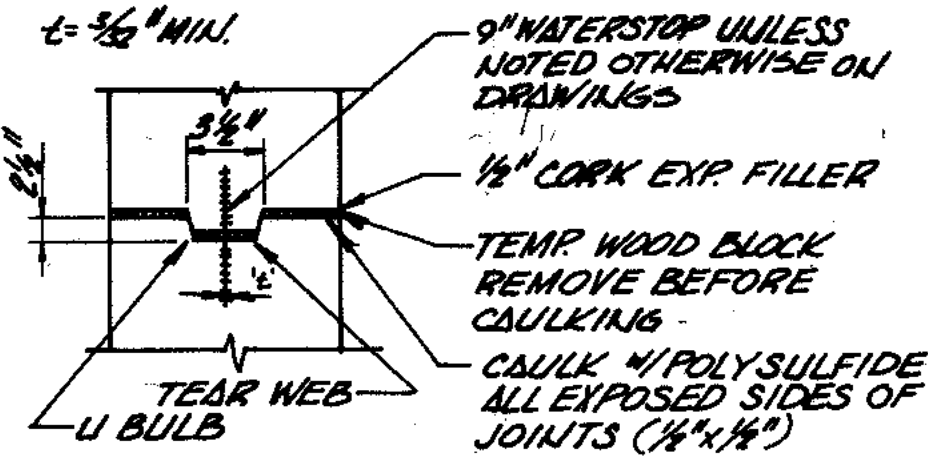 t= 3/32" MIN.
9" WATERSTOP UNLESS
NOTED OTHERWISE ON
DRAWINGS
3½"
2½"
½" CORK EXP. FILLER
TEMP. WOOD BLOCK
REMOVE BEFORE
CAULKING
't'
CAULK W/POLYSULFIDE
ALL EXPOSED SIDES OF
JOINTS (½"x½")
TEAR WEB
U BULB